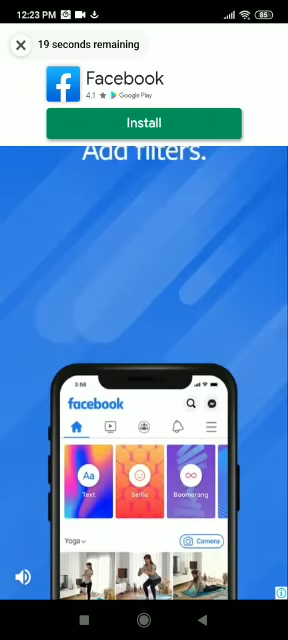 12:23 PM
85
19 seconds remaining
Facebook
4.1 ★ Google Play
Install
Add filters.
3:58
facebook
Aa
Text
Selfie
Boomerang
Yoga
Camera